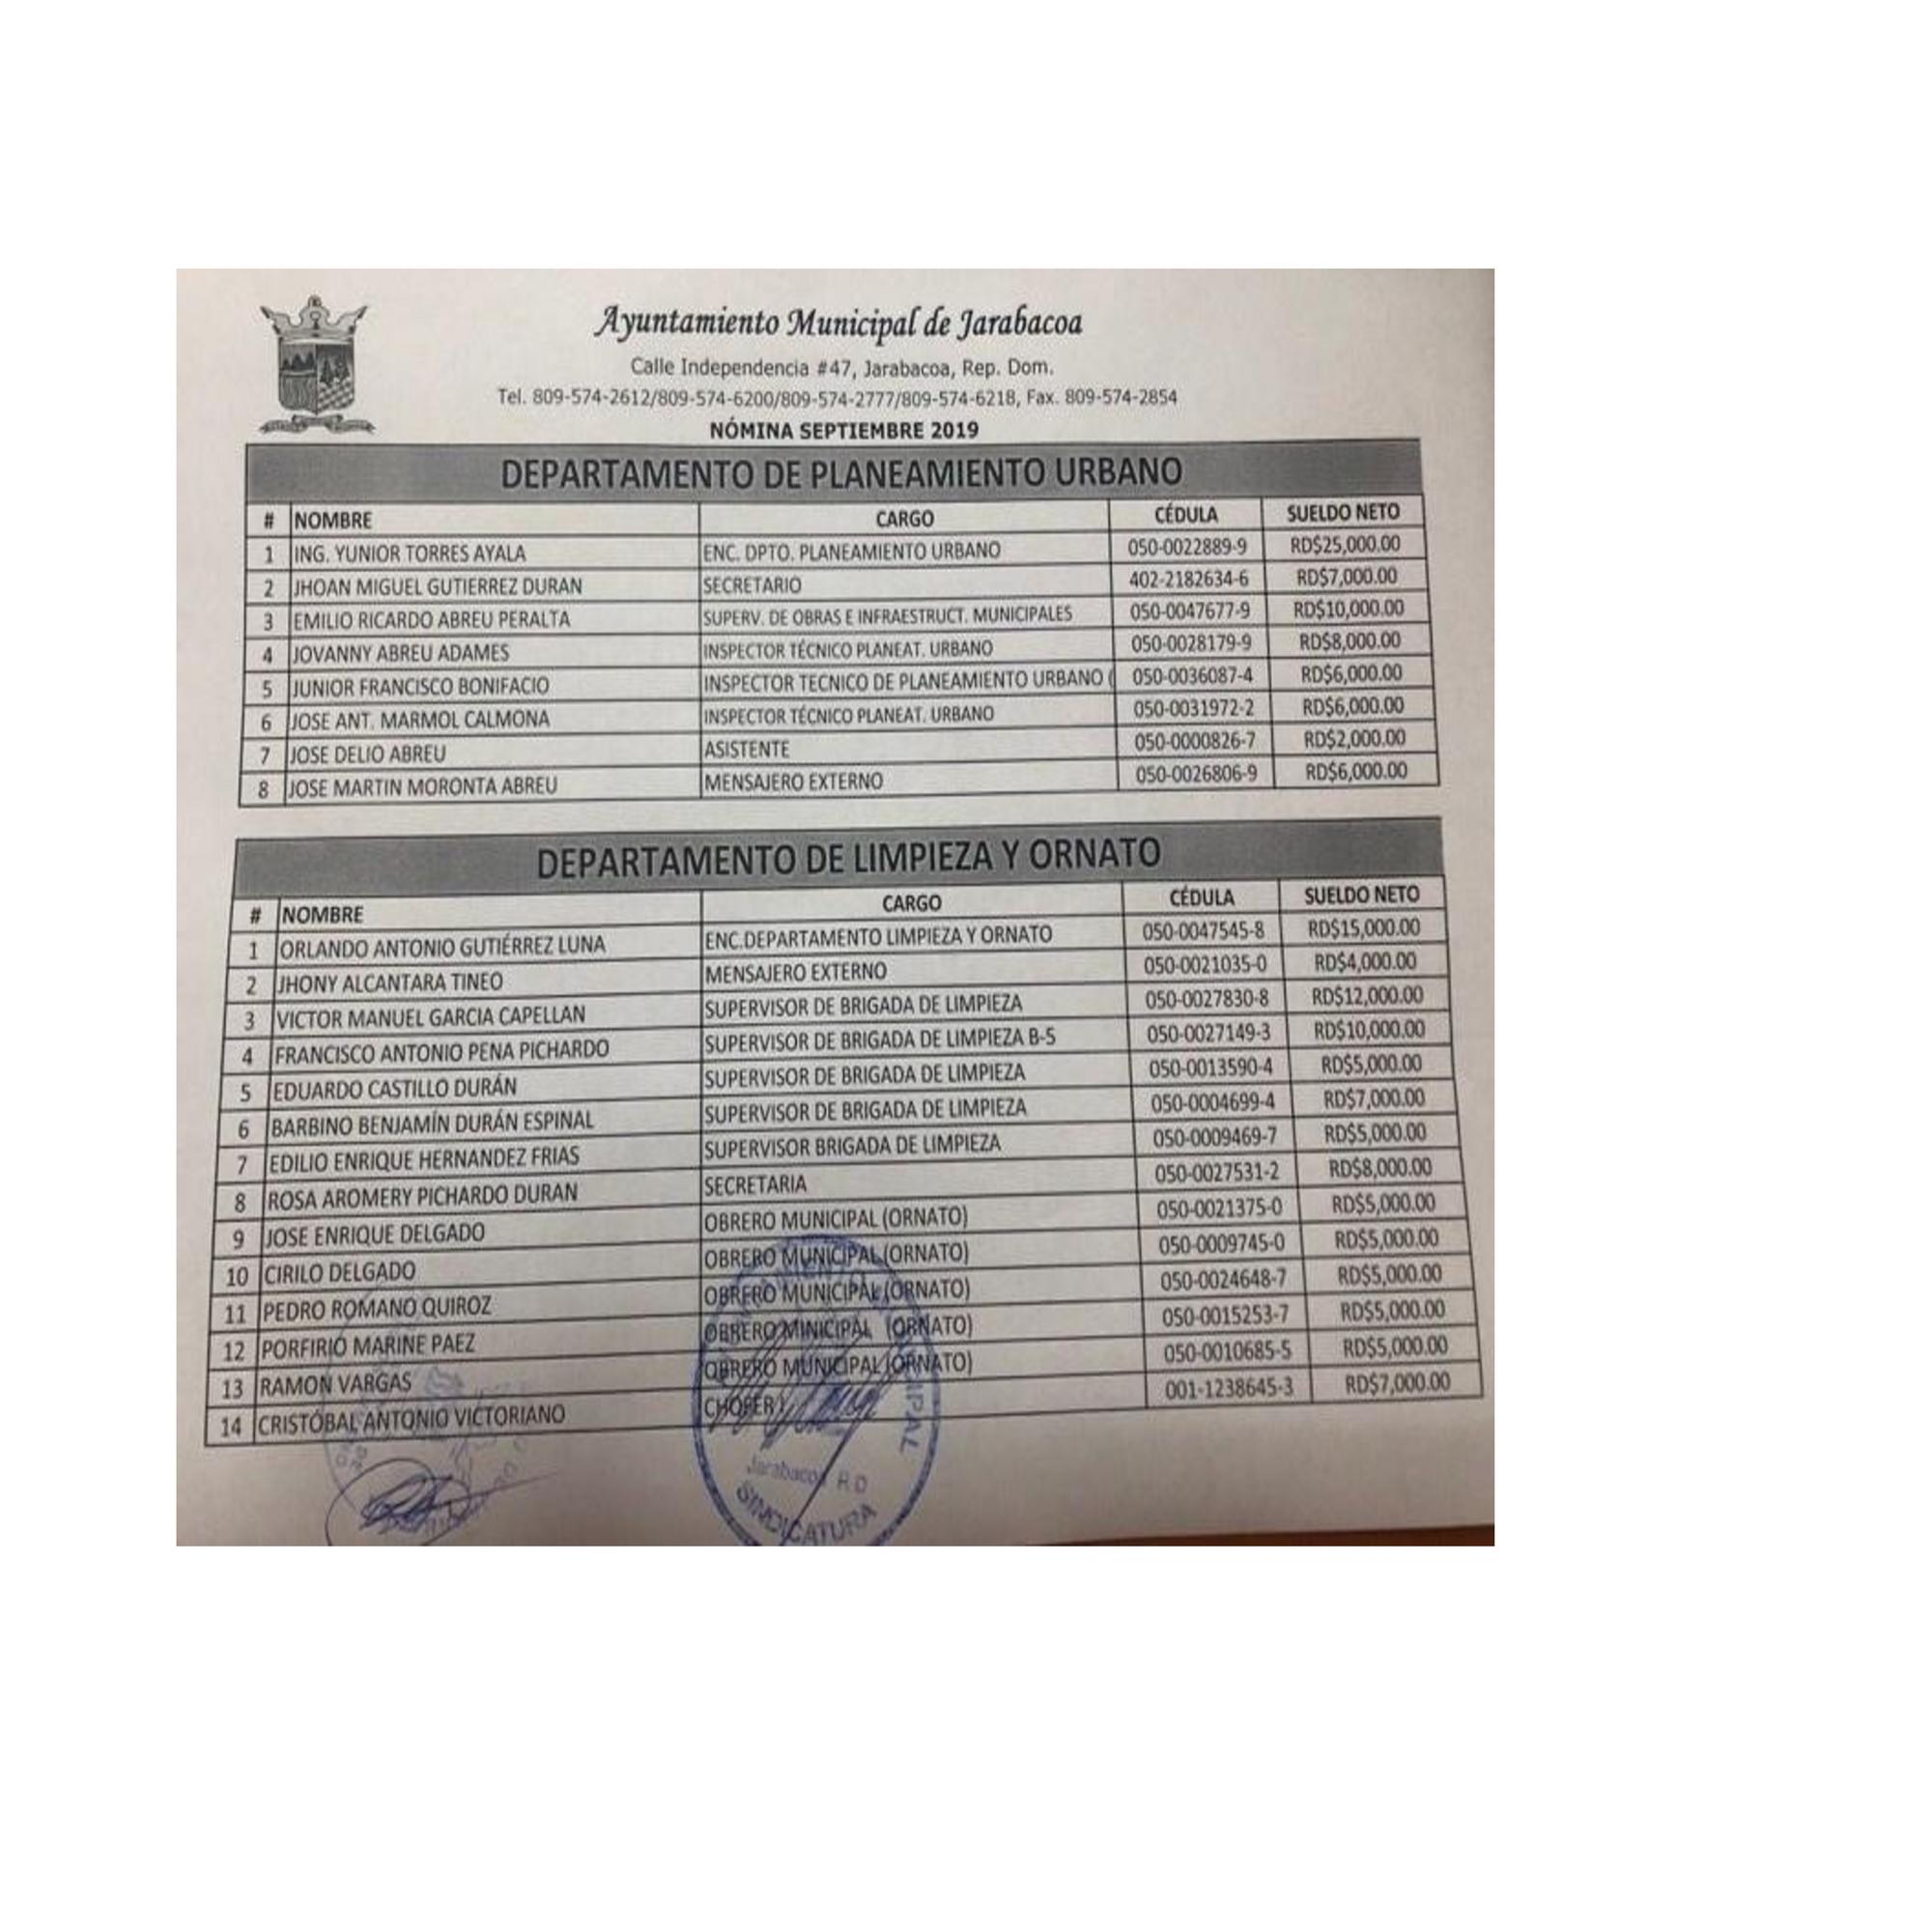 Ayuntamiento Municipal de Jarabacoa
Calle Independencia #47, Jarabacoa, Rep. Dom.
Tel. 809-574-2612/809-574-6200/809-574-2777/809-574-6218, Fax. 809-574-2854
NÓMINA SEPTIEMBRE 2019
DEPARTAMENTO DE PLANEAMIENTO URBANO
# NOMBRE CARGO CÉDULA SUELDO NETO
1 ING. YUNIOR TORRES AYALA ENC. DPTO. PLANEAMIENTO URBANO 050-0022889-9 RD$25,000.00
2 JHOAN MIGUEL GUTIERREZ DURAN SECRETARIO 402-2182634-6 RD$7,000.00
3 EMILIO RICARDO ABREU PERALTA SUPERV. DE OBRAS E INFRAESTRUCT. MUNICIPALES 050-0047677-9 RD$10,000.00
4 JOVANNY ABREU ADAMES INSPECTOR TÉCNICO PLANEAT. URBANO 050-0028179-9 RD$8,000.00
5 JUNIOR FRANCISCO BONIFACIO INSPECTOR TECNICO DE PLANEAMIENTO URBANO ( 050-0036087-4 RD$6,000.00
6 JOSE ANT. MARMOL CALMONA INSPECTOR TÉCNICO PLANEAT. URBANO 050-0031972-2 RD$6,000.00
7 JOSE DELIO ABREU ASISTENTE 050-0000826-7 RD$2,000.00
8 JOSE MARTIN MORONTA ABREU MENSAJERO EXTERNO 050-0026806-9 RD$6,000.00
DEPARTAMENTO DE LIMPIEZA Y ORNATO
# NOMBRE CARGO CÉDULA SUELDO NETO
1 ORLANDO ANTONIO GUTIÉRREZ LUNA ENC.DEPARTAMENTO LIMPIEZA Y ORNATO 050-0047545-8 RD$15,000.00
2 JHONY ALCANTARA TINEO MENSAJERO EXTERNO 050-0021035-0 RD$4,000.00
3 VICTOR MANUEL GARCIA CAPELLAN SUPERVISOR DE BRIGADA DE LIMPIEZA 050-0027830-8 RD$12,000.00
4 FRANCISCO ANTONIO PENA PICHARDO SUPERVISOR DE BRIGADA DE LIMPIEZA B-5 050-0027149-3 RD$10,000.00
5 EDUARDO CASTILLO DURÁN SUPERVISOR DE BRIGADA DE LIMPIEZA 050-0013590-4 RD$5,000.00
6 BARBINO BENJAMÍN DURÁN ESPINAL SUPERVISOR DE BRIGADA DE LIMPIEZA 050-0004699-4 RD$7,000.00
7 EDILIO ENRIQUE HERNANDEZ FRIAS SUPERVISOR BRIGADA DE LIMPIEZA 050-0009469-7 RD$5,000.00
8 ROSA AROMERY PICHARDO DURAN SECRETARIA 050-0027531-2 RD$8,000.00
9 JOSE ENRIQUE DELGADO OBRERO MUNICIPAL (ORNATO) 050-0021375-0 RD$5,000.00
10 CIRILO DELGADO OBRERO MUNICIPAL (ORNATO) 050-0009745-0 RD$5,000.00
11 PEDRO ROMANO QUIROZ OBRERO MUNICIPAL (ORNATO) 050-0024648-7 RD$5,000.00
12 PORFIRIO MARINE PAEZ OBRERO MINICIPAL (ORNATO) 050-0015253-7 RD$5,000.00
13 RAMON VARGAS OBRERO MUNICIPAL (ORNATO) 050-0010685-5 RD$5,000.00
14 CRISTÓBAL ANTONIO VICTORIANO CHOFER 001-1238645-3 RD$7,000.00
Jarabacoa R.D
SINDICATURA